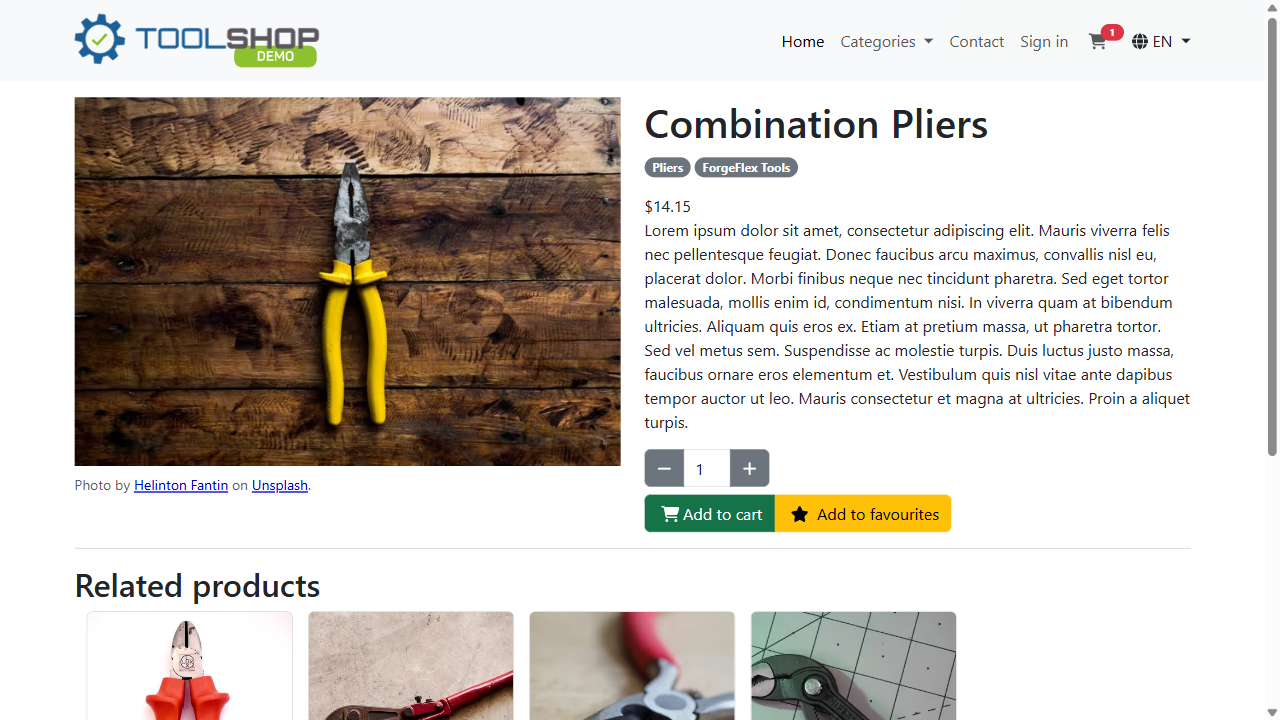 TOOLSHOP
DEMO
Home Categories Contact Sign in 1 EN
Combination Pliers
Pliers ForgeFlex Tools
$14.15
Lorem ipsum dolor sit amet, consectetur adipiscing elit. Mauris viverra felis
nec pellentesque feugiat. Donec faucibus arcu maximus, convallis nisl eu,
placerat dolor. Morbi finibus neque nec tincidunt pharetra. Sed eget tortor
malesuada, mollis enim id, condimentum nisi. In viverra quam at bibendum
ultricies. Aliquam quis eros ex. Etiam at pretium massa, ut pharetra tortor.
Sed vel metus sem. Suspendisse ac molestie turpis. Duis luctus justo massa,
faucibus ornare eros elementum et. Vestibulum quis nisl vitae ante dapibus
tempor auctor ut leo. Mauris consectetur et magna at ultricies. Proin a aliquet
turpis.
1
Add to cart Add to favourites
Photo by Helinton Fantin on Unsplash.
Related products